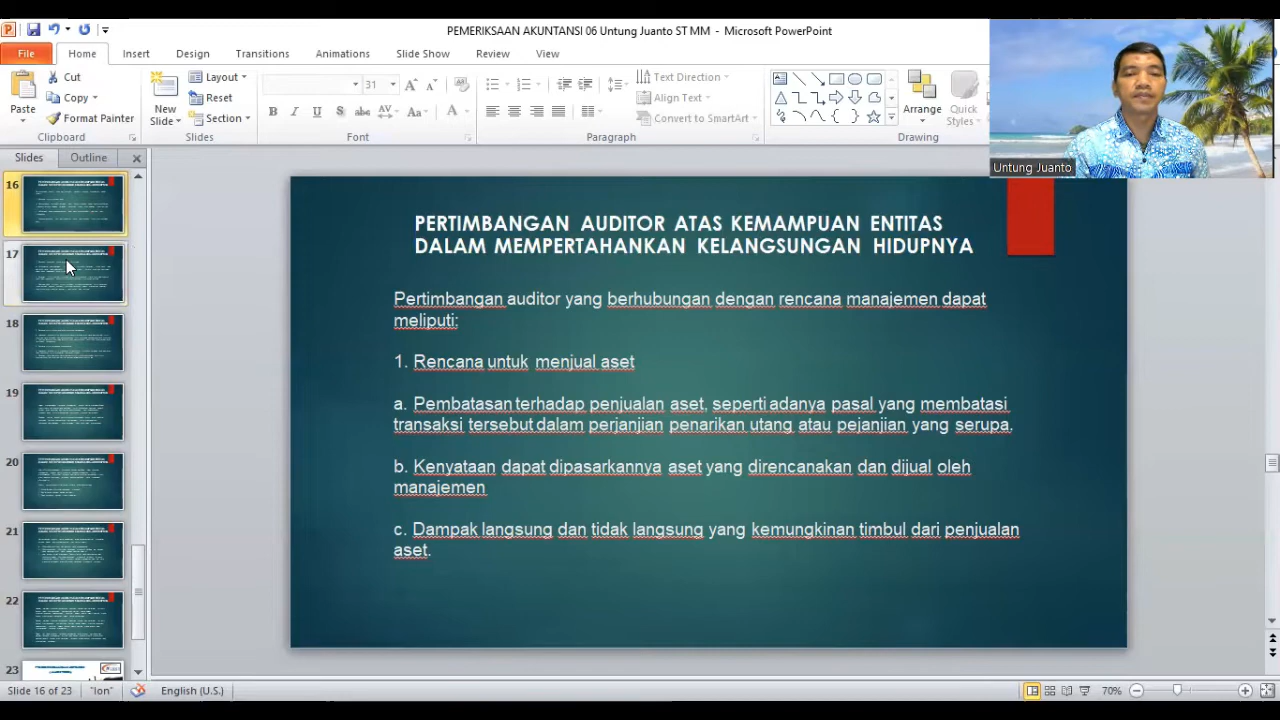 PEMERIKSAAN AKUNTANSI 06 Untung Juanto ST MM - Microsoft PowerPoint
File Home Insert Design Transitions Animations Slide Show Review View
Paste
Cut
Copy
Format Painter
Clipboard
New Slide
Layout
Reset
Section
Slides
31
B I U S abc AV Aa A
Font
Text Direction
Align Text
Convert to SmartArt
Paragraph
Arrange
Quick Styles
Drawing
Untung Juanto
Slides Outline
16
17
18
19
20
21
22
23
PERTIMBANGAN AUDITOR ATAS KEMAMPUAN ENTITAS
DALAM MEMPERTAHANKAN KELANGSUNGAN HIDUPNYA
Pertimbangan auditor yang berhubungan dengan rencana manajemen dapat
meliputi:
1. Rencana untuk menjual aset
a. Pembatasan terhadap penjualan aset, seperti adanya pasal yang membatasi
transaksi tersebut dalam perjanjian penarikan utang atau pejanjian yang serupa.
b. Kenyataan dapat dipasarkannya aset yang direncanakan dan dijual oleh
manajemen
c. Dampak langsung dan tidak langsung yang kemungkinan timbul dari penjualan
aset.
Slide 16 of 23 "Ion" English (U.S.) 70%